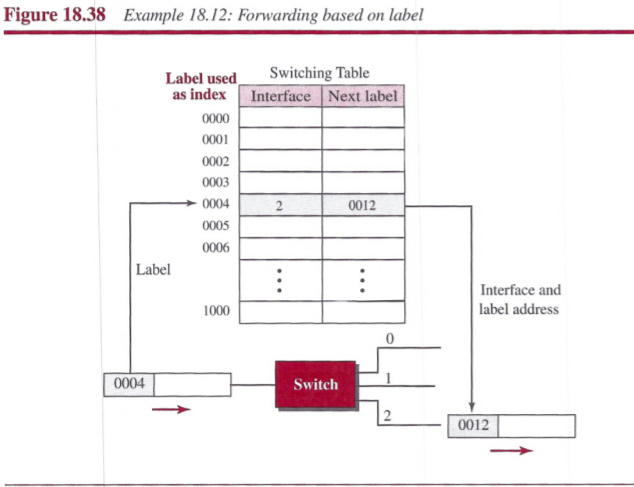 Figure 18.38 Example 18.12: Forwarding based on label
Label used
as index
Switching Table
Interface Next label
0000
0001
0002
0003
0004 2 0012
0005
0006
1000
Label
Interface and
label address
0004
Switch
0
1
2
0012